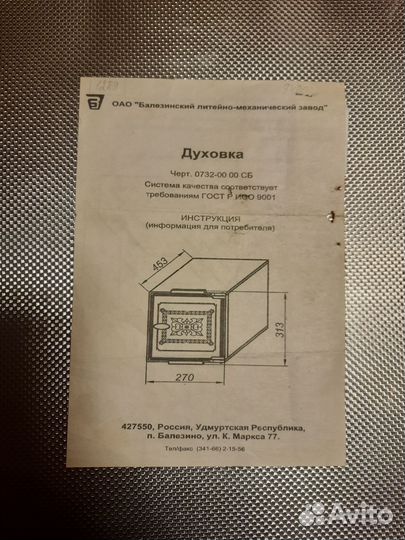 ОАО "Балезинский литейно-механический завод"
Духовка
Черт. 0732-00 00 СБ
Система качества соответствует
требованиям ГОСТ Р ИСО 9001
ИНСТРУКЦИЯ
(информация для потребителя)
453
313
270
427550, Россия, Удмуртская Республика,
п. Балезино, ул. К. Маркса 77.
Тел/факс (341-66) 2-15-56
Avito